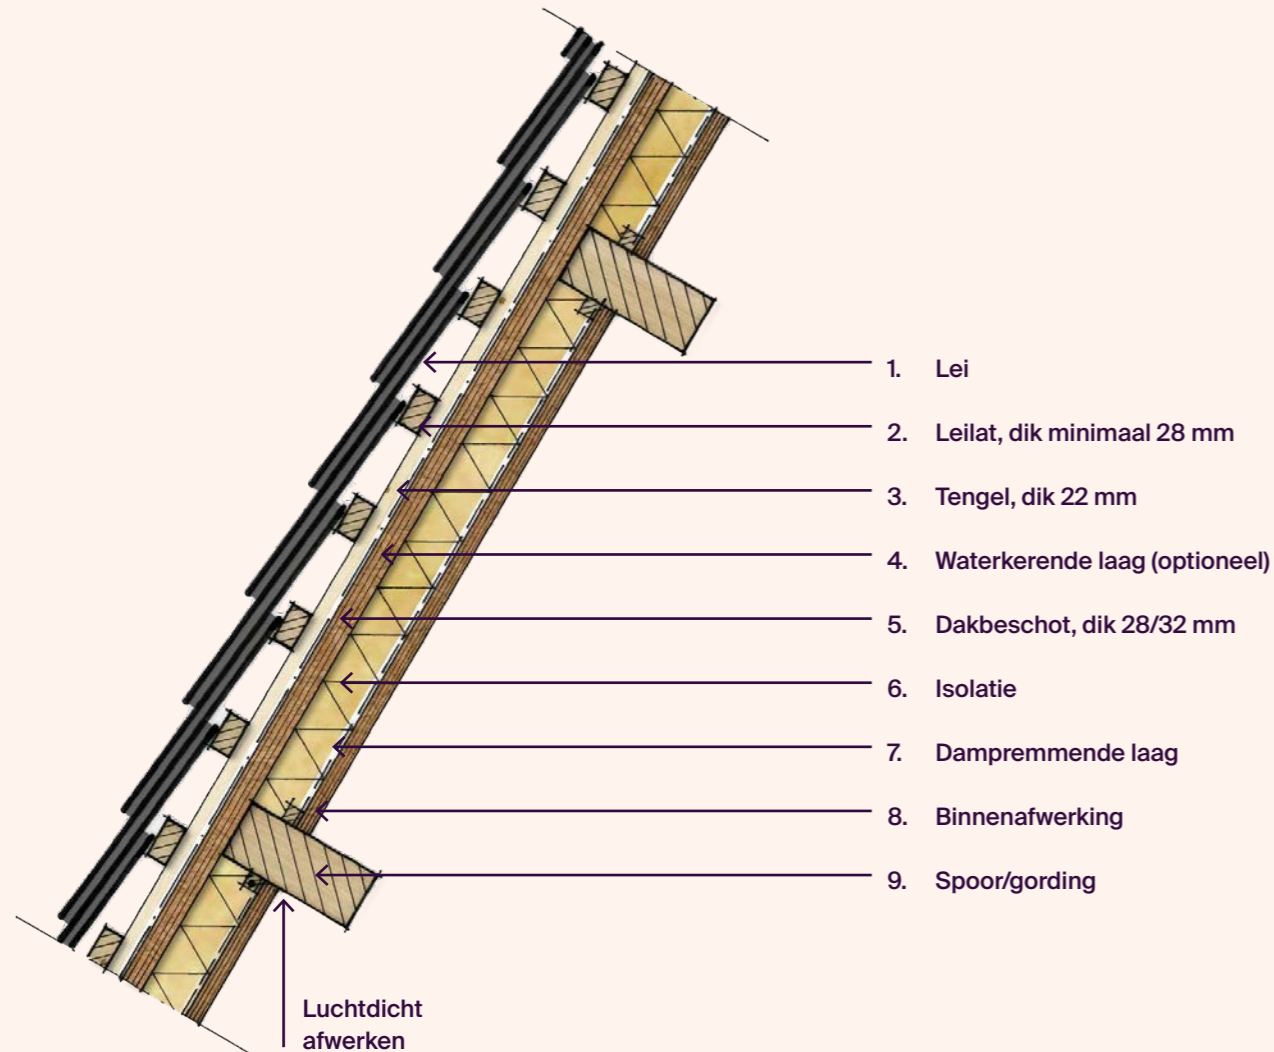 1. Lei
2. Leilat, dik minimaal 28 mm
3. Tengel, dik 22 mm
4. Waterkerende laag (optioneel)
5. Dakbeschot, dik 28/32 mm
6. Isolatie
7. Dampremmende laag
8. Binnenafwerking
9. Spoor/gording
Luchtdicht
afwerken